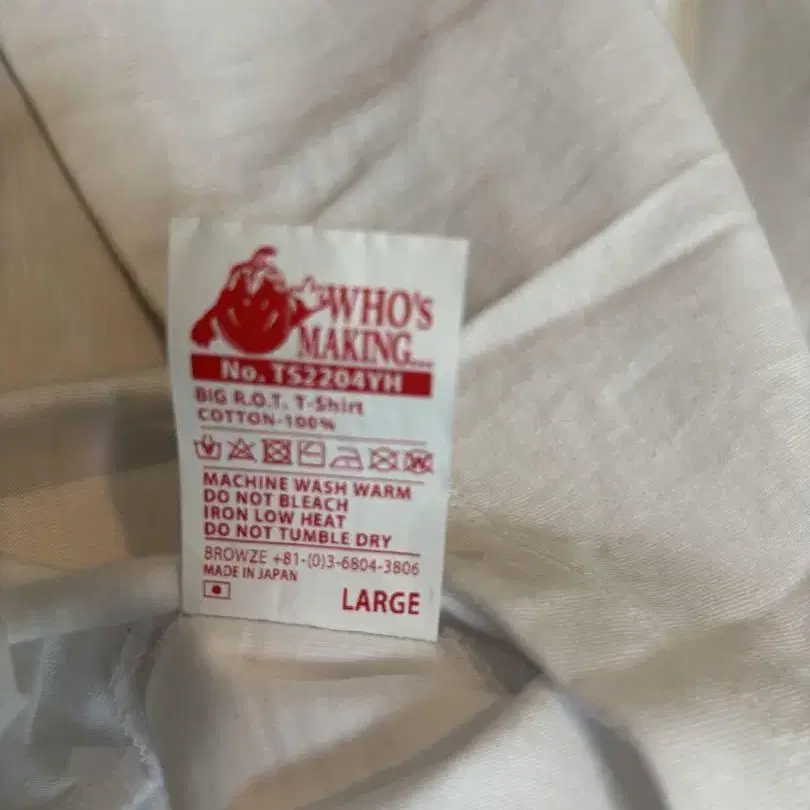 WHO's
MAKING...
No. TS2204YH
BIG R.O.T. T-Shirt
COTTON-100%
MACHINE WASH WARM
DO NOT BLEACH
IRON LOW HEAT
DO NOT TUMBLE DRY
BROWZE +81-(0)3-6804-3806
MADE IN JAPAN
LARGE